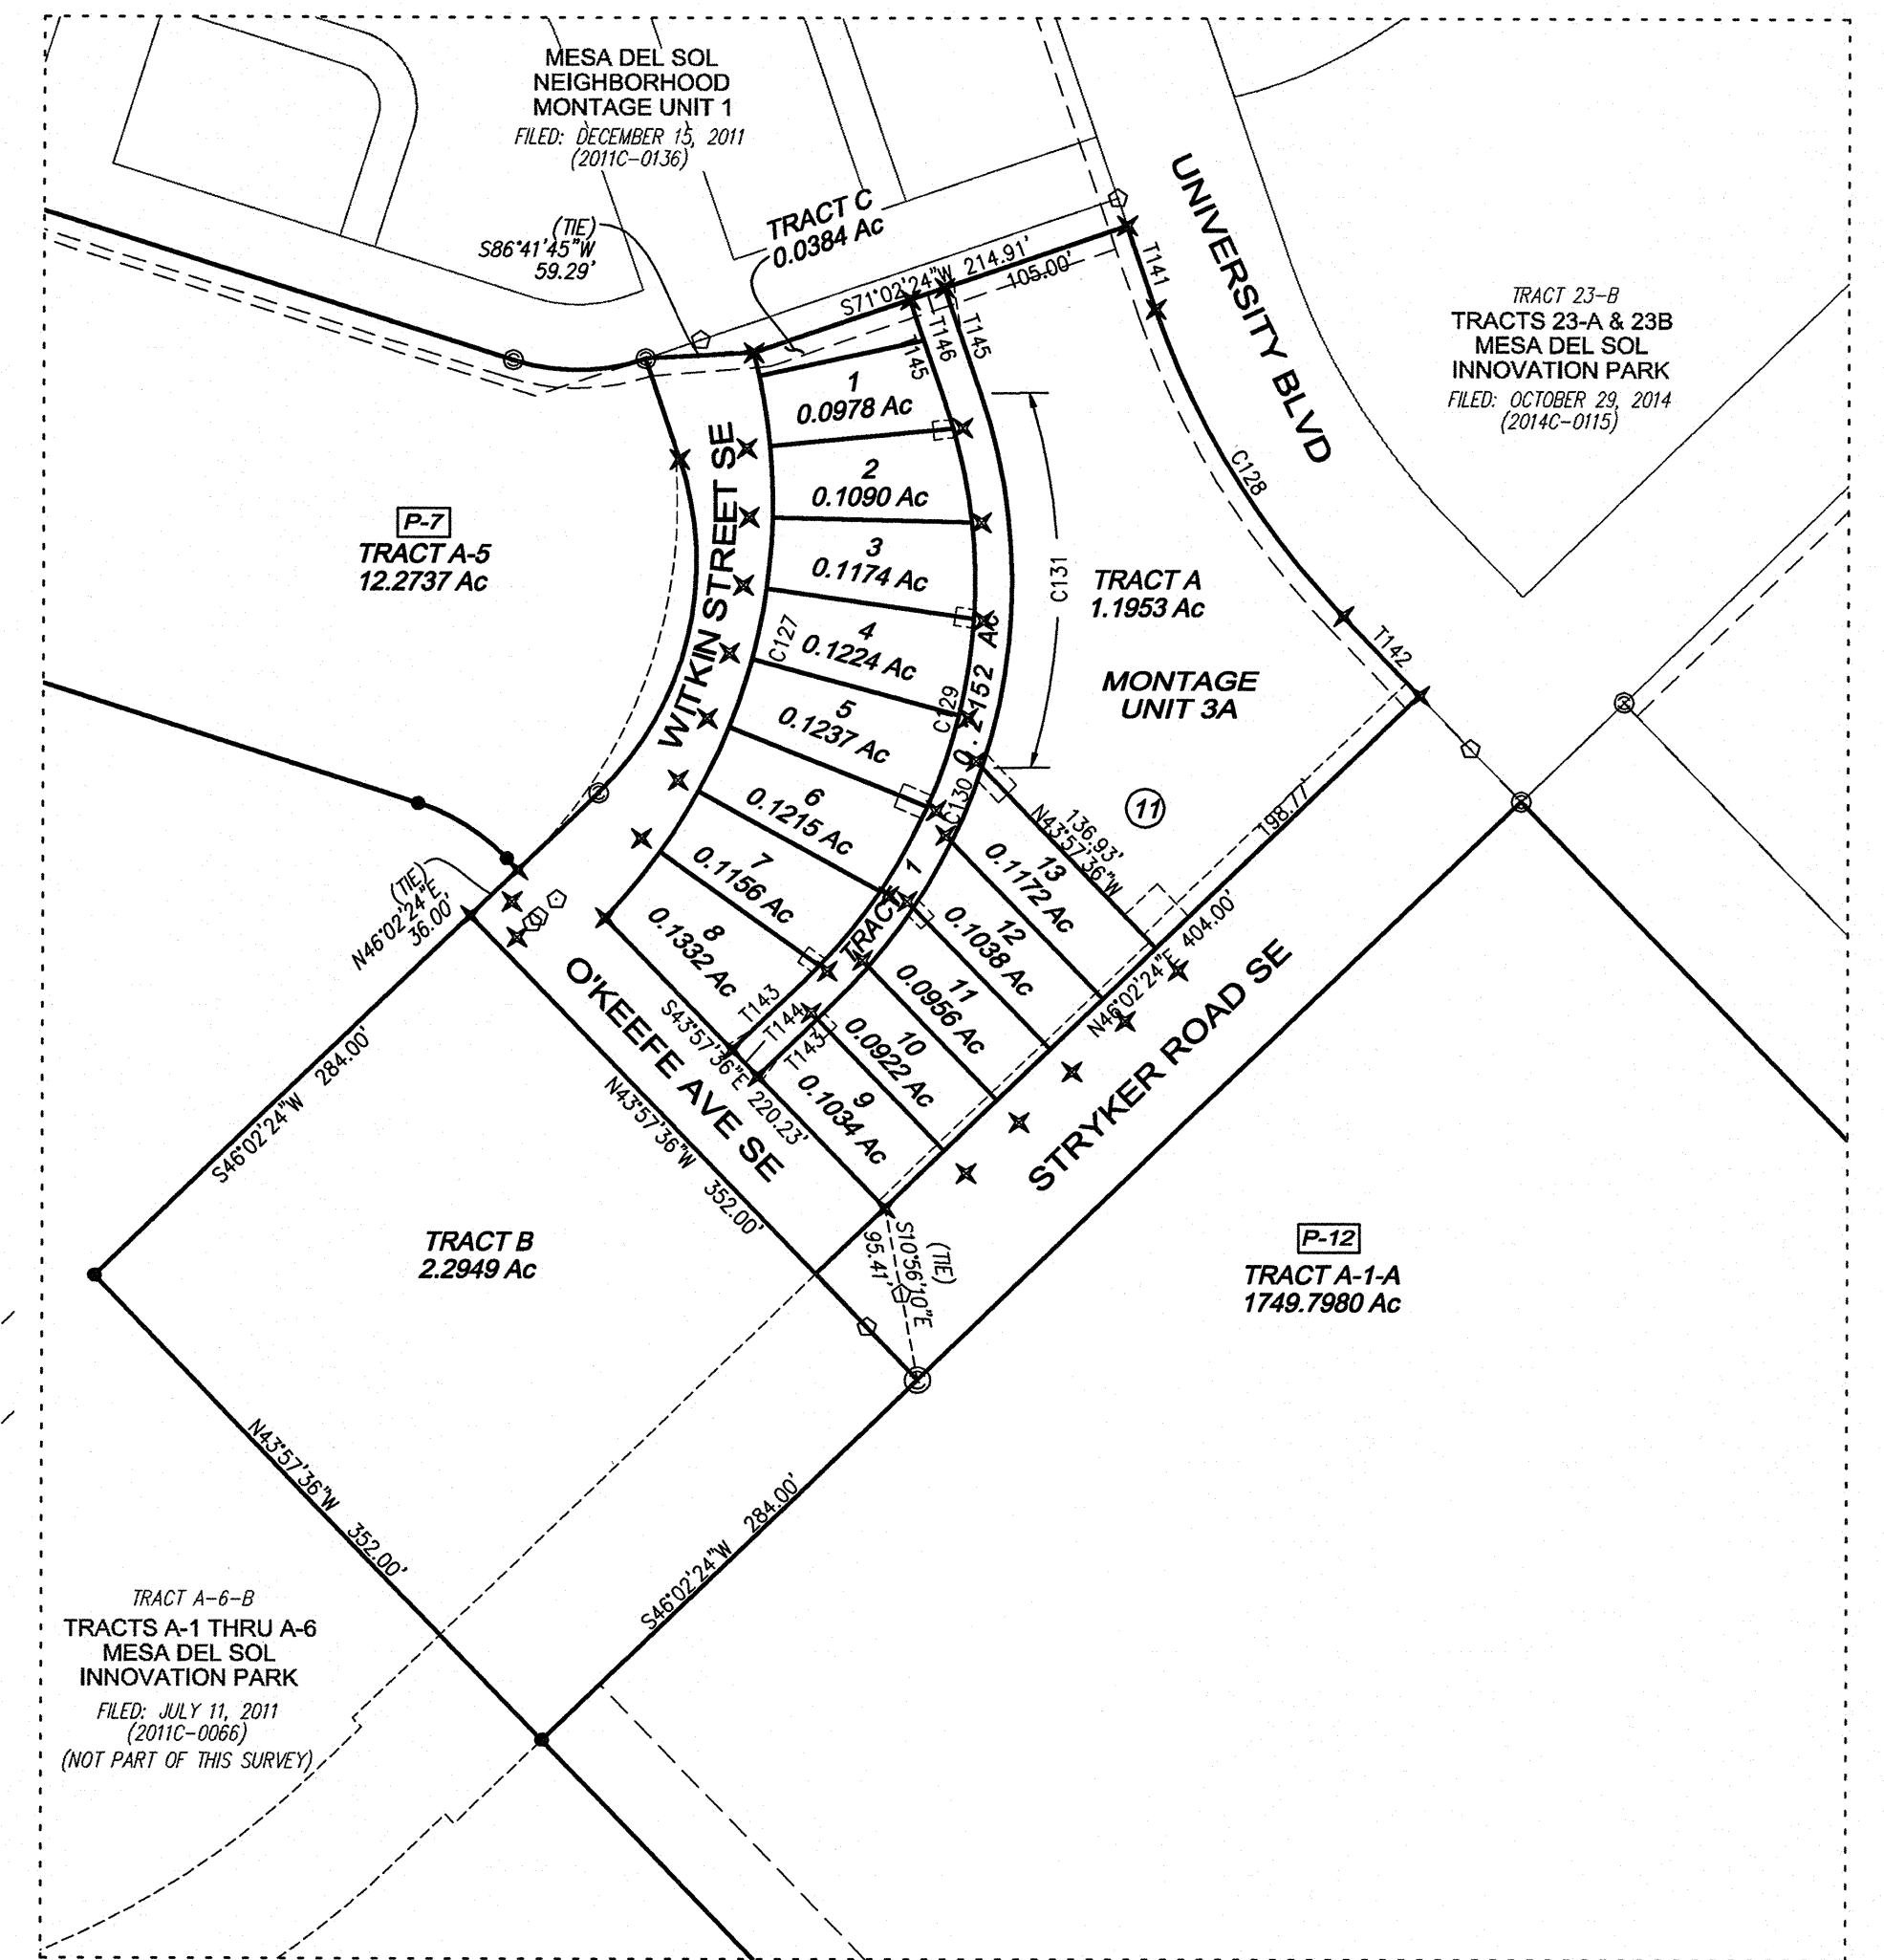 MESA DEL SOL
NEIGHBORHOOD
MONTAGE UNIT 1
FILED: DECEMBER 15, 2011
(2011C-0136)
(TIE)
S86°41'45"W
59.29'
TRACT C
0.0384 Ac
S71°02'24"W 214.91'
105.00'
T141
UNIVERSITY BLVD
TRACT 23-B
TRACTS 23-A & 23B
MESA DEL SOL
INNOVATION PARK
FILED: OCTOBER 29, 2014
(2014C-0115)
T145
T146
T145
1
0.0978 Ac
2
0.1090 Ac
3
0.1174 Ac
4
0.1224 Ac
5
0.1237 Ac
6
0.1215 Ac
7
0.1156 Ac
8
0.1332 Ac
WITKIN STREET SE
C127
C128
C129
C130
C131
P-7
TRACT A-5
12.2737 Ac
TRACT A
1.1953 Ac
MONTAGE
UNIT 3A
T142
TRACT 1 0.2152 Ac
11
136.93'
N43°57'36"W
198.77'
13
0.1172 Ac
12
0.1038 Ac
11
0.0956 Ac
10
0.0922 Ac
9
0.1034 Ac
N46°02'24"E 404.00'
(TIE)
N46°02'24"E
36.00'
O'KEEFE AVE SE
S43°57'36"E 220.23'
T143
T144
T143
STRYKER ROAD SE
S46°02'24"W 284.00'
N43°57'36"W 352.00'
TRACT B
2.2949 Ac
(TIE)
S10°56'10"E
95.41'
P-12
TRACT A-1-A
1749.7980 Ac
N43°57'36"W 352.00'
S46°02'24"W 284.00'
TRACT A-6-B
TRACTS A-1 THRU A-6
MESA DEL SOL
INNOVATION PARK
FILED: JULY 11, 2011
(2011C-0066)
(NOT PART OF THIS SURVEY)